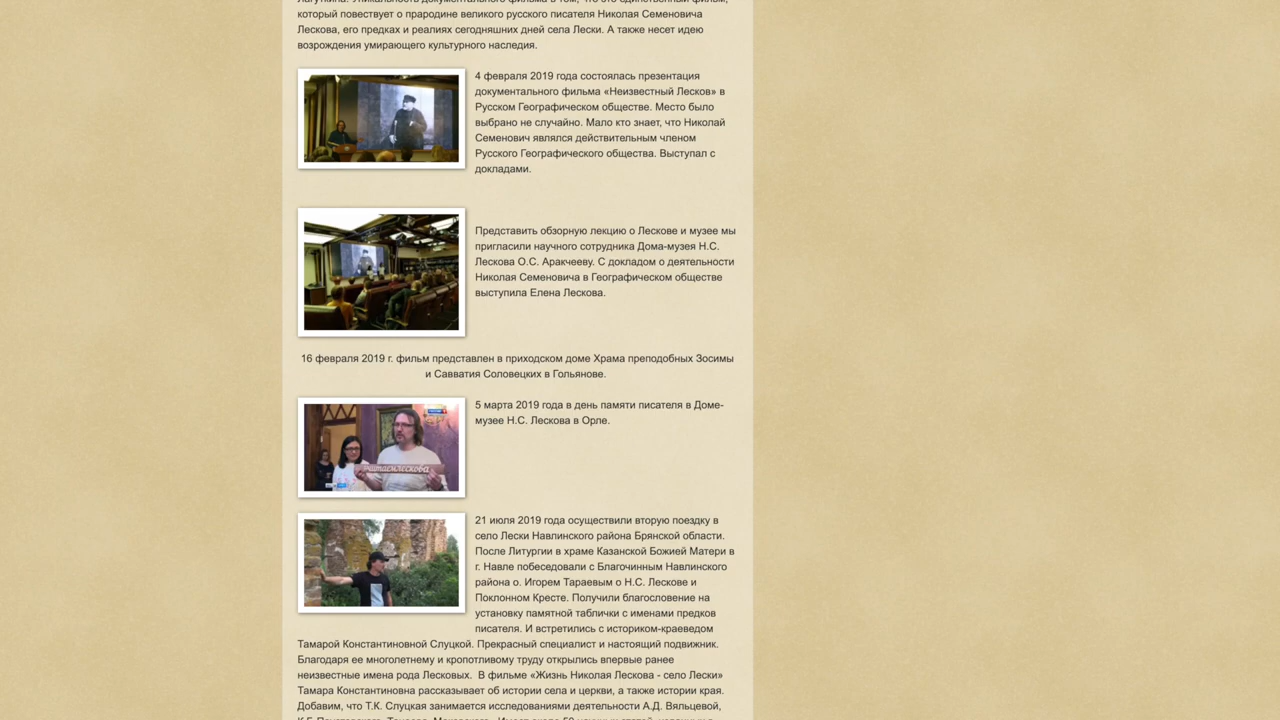 который повествует о прародине великого русского писателя Николая Семеновича
Лескова, его предках и реалиях сегодняшних дней села Лески. А также несет идею
возрождения умирающего культурного наследия.
4 февраля 2019 года состоялась презентация
документального фильма «Неизвестный Лесков» в
Русском Географическом обществе. Место было
выбрано не случайно. Мало кто знает, что Николай
Семенович являлся действительным членом
Русского Географического общества. Выступал с
докладами.
Представить обзорную лекцию о Лескове и музее мы
пригласили научного сотрудника Дома-музея Н.С.
Лескова О.С. Аракчееву. С докладом о деятельности
Николая Семеновича в Географическом обществе
выступила Елена Лескова.
16 февраля 2019 г. фильм представлен в приходском доме Храма преподобных Зосимы
и Савватия Соловецких в Гольянове.
5 марта 2019 года в день памяти писателя в Доме-
музее Н.С. Лескова в Орле.
#читаемлескова
21 июля 2019 года осуществили вторую поездку в
село Лески Навлинского района Брянской области.
После Литургии в храме Казанской Божией Матери в
г. Навле побеседовали с Благочинным Навлинского
района о. Игорем Тараевым о Н.С. Лескове и
Поклонном Кресте. Получили благословение на
установку памятной таблички с именами предков
писателя. И встретились с историком-краеведом
Тамарой Константиновной Слуцкой. Прекрасный специалист и настоящий подвижник.
Благодаря ее многолетнему и кропотливому труду открылись впервые ранее
неизвестные имена рода Лесковых.  В фильме «Жизнь Николая Лескова - село Лески»
Тамара Константиновна рассказывает об истории села и церкви, а также истории края.
Добавим, что Т.К. Слуцкая занимается исследованиями деятельности А.Д. Вяльцевой,